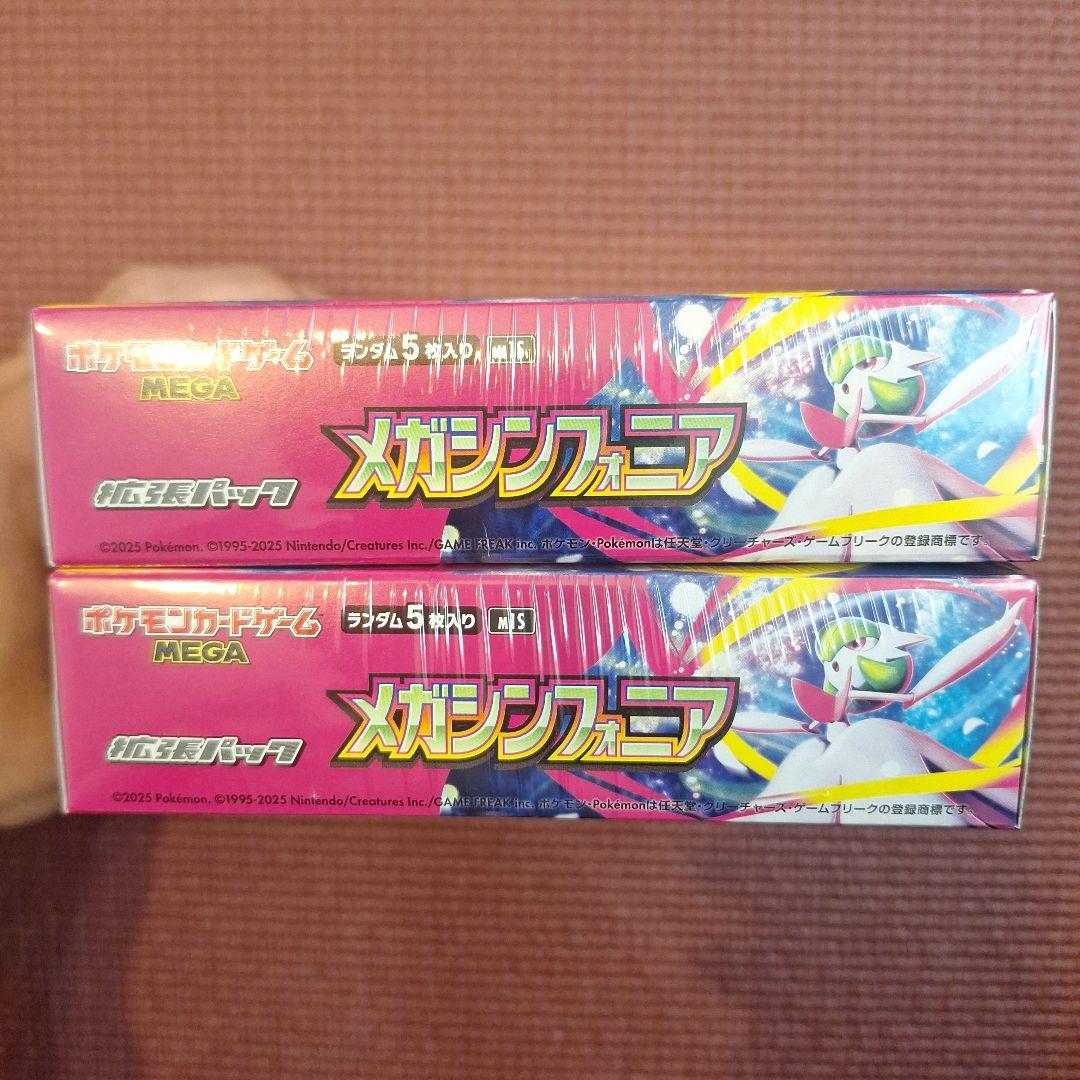 ポケモンカードゲーム
MEGA
ランダム5枚入り M1S
メガシンフォニア
拡張パック
©2025 Pokémon. ©1995-2025 Nintendo/Creatures Inc./GAME FREAK inc. ポケモン・Pokémonは任天堂・クリーチャーズ・ゲームフリークの登録商標です。
ポケモンカードゲーム
MEGA
ランダム5枚入り M1S
メガシンフォニア
拡張パック
©2025 Pokémon. ©1995-2025 Nintendo/Creatures Inc./GAME FREAK inc. ポケモン・Pokémonは任天堂・クリーチャーズ・ゲームフリークの登録商標です。